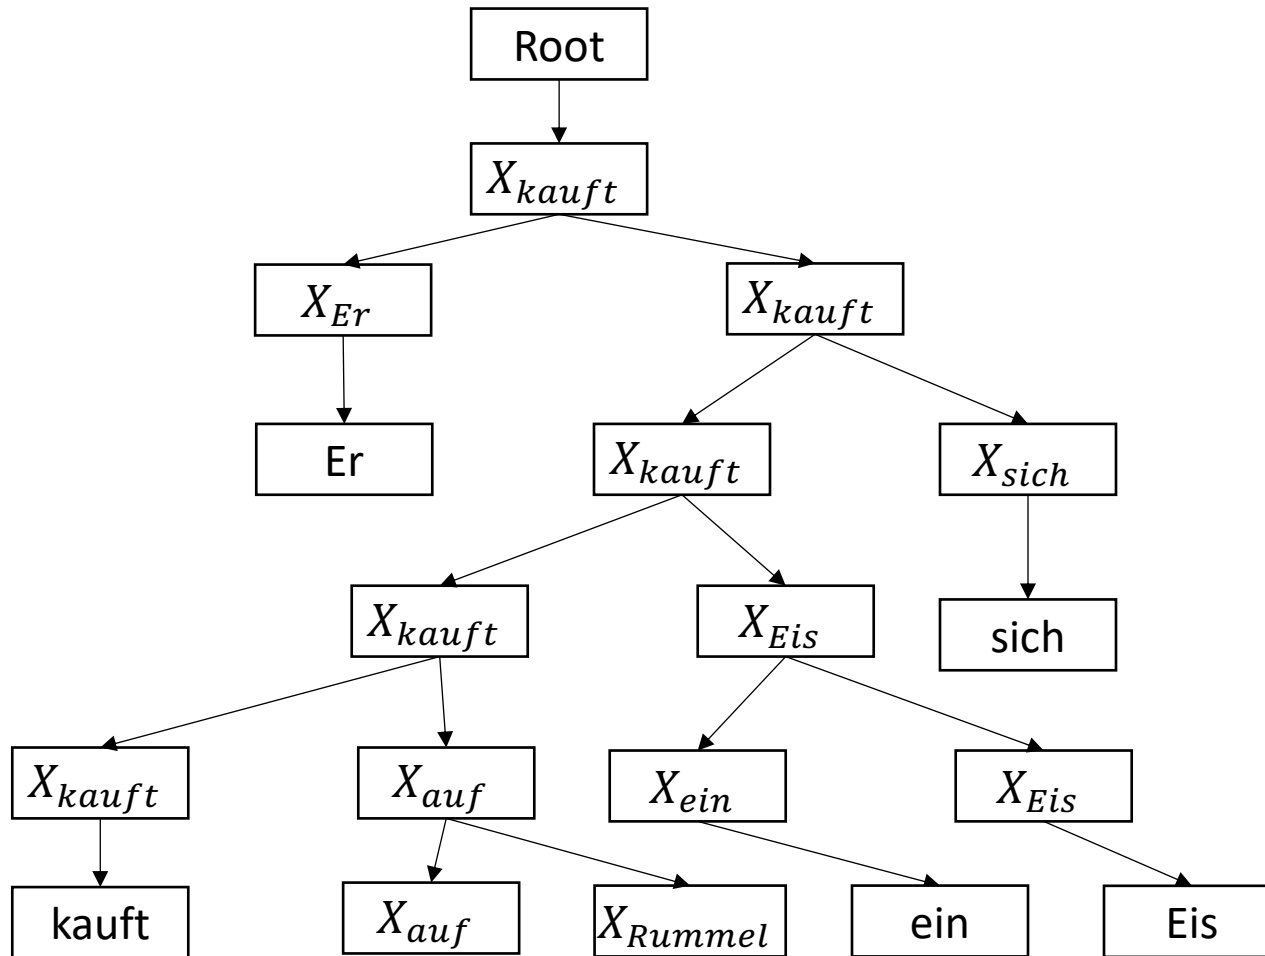 Root
X_kauft
X_Er X_kauft
Er X_kauft X_sich
X_kauft X_Eis sich
X_kauft X_auf X_ein X_Eis
kauft X_auf X_Rummel ein Eis